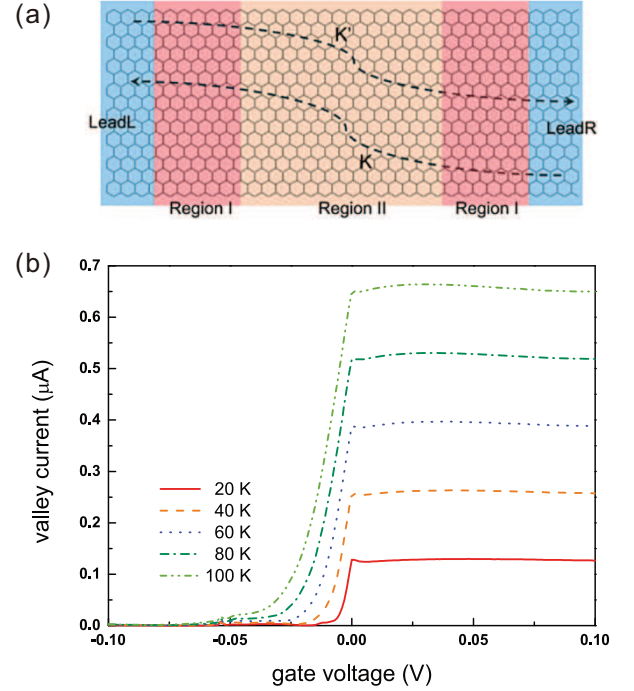 (a)
K'
LeadL
LeadR
K
Region I
Region II
Region I
(b)
0.7
0.6
0.5
0.4
0.3
0.2
0.1
0.0
valley current (μA)
20 K
40 K
60 K
80 K
100 K
-0.10
-0.05
0.00
0.05
0.10
gate voltage (V)